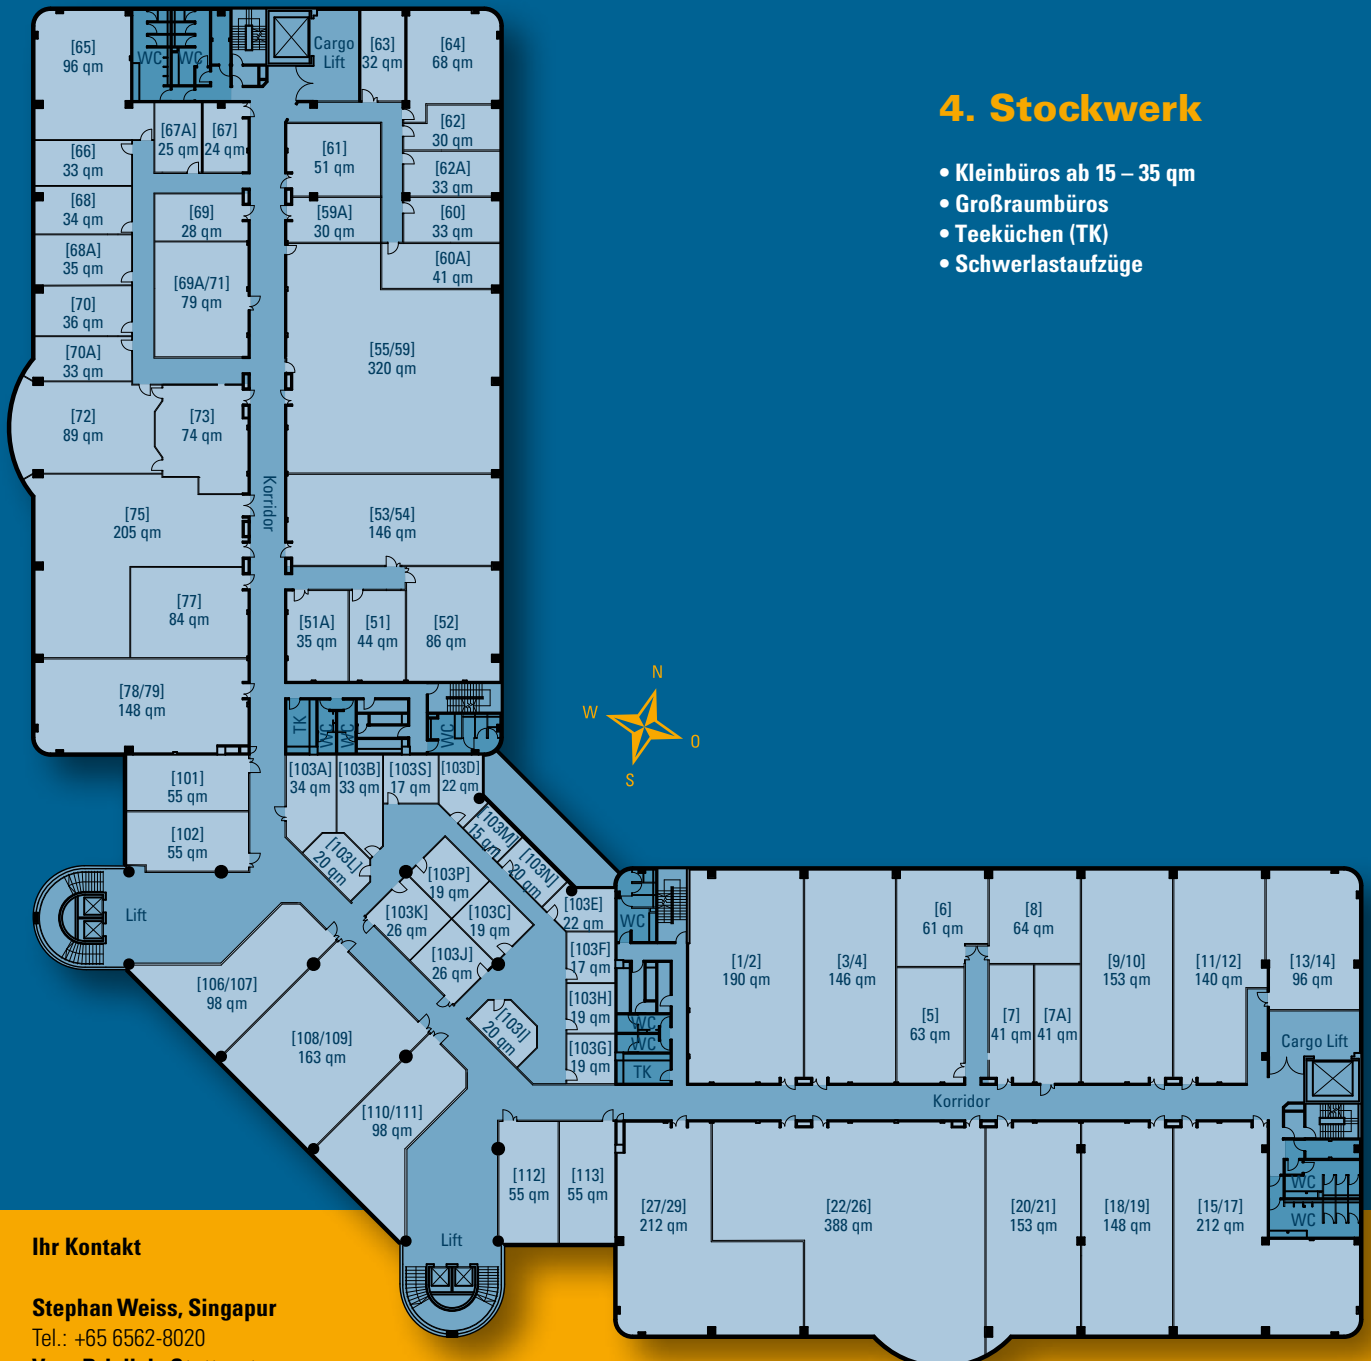 4. Stockwerk
• Kleinbüros ab 15 – 35 qm
• Großraumbüros
• Teeküchen (TK)
• Schwerlastaufzüge
[65]
96 qm
WC
WC
Cargo
Lift
[63]
32 qm
[64]
68 qm
[67A]
25 qm
[67]
24 qm
[61]
51 qm
[62]
30 qm
[66]
33 qm
[62A]
33 qm
[68]
34 qm
[69]
28 qm
[59A]
30 qm
[60]
33 qm
[68A]
35 qm
[60A]
41 qm
[69A/71]
79 qm
[70]
36 qm
[70A]
33 qm
[55/59]
320 qm
[72]
89 qm
[73]
74 qm
Korridor
[75]
205 qm
[53/54]
146 qm
[77]
84 qm
[51A]
35 qm
[51]
44 qm
[52]
86 qm
[78/79]
148 qm
TK
WC
WC
WC
N
W
O
S
[101]
55 qm
[102]
55 qm
[103A]
34 qm
[103B]
33 qm
[103S]
17 qm
[103D]
22 qm
[103M]
15 qm
[103N]
20 qm
[103L]
20 qm
[103P]
19 qm
[103K]
26 qm
[103C]
19 qm
[103J]
26 qm
[103E]
22 qm
[103F]
17 qm
[103H]
19 qm
[103G]
19 qm
[103I]
20 qm
Lift
[106/107]
98 qm
[108/109]
163 qm
[110/111]
98 qm
WC
WC
WC
TK
[1/2]
190 qm
[3/4]
146 qm
[6]
61 qm
[8]
64 qm
[5]
63 qm
[7]
41 qm
[7A]
41 qm
[9/10]
153 qm
[11/12]
140 qm
[13/14]
96 qm
Cargo Lift
Korridor
[112]
55 qm
[113]
55 qm
[27/29]
212 qm
[22/26]
388 qm
[20/21]
153 qm
[18/19]
148 qm
[15/17]
212 qm
WC
WC
Lift
Ihr Kontakt
Stephan Weiss, Singapur
Tel.: +65 6562-8020